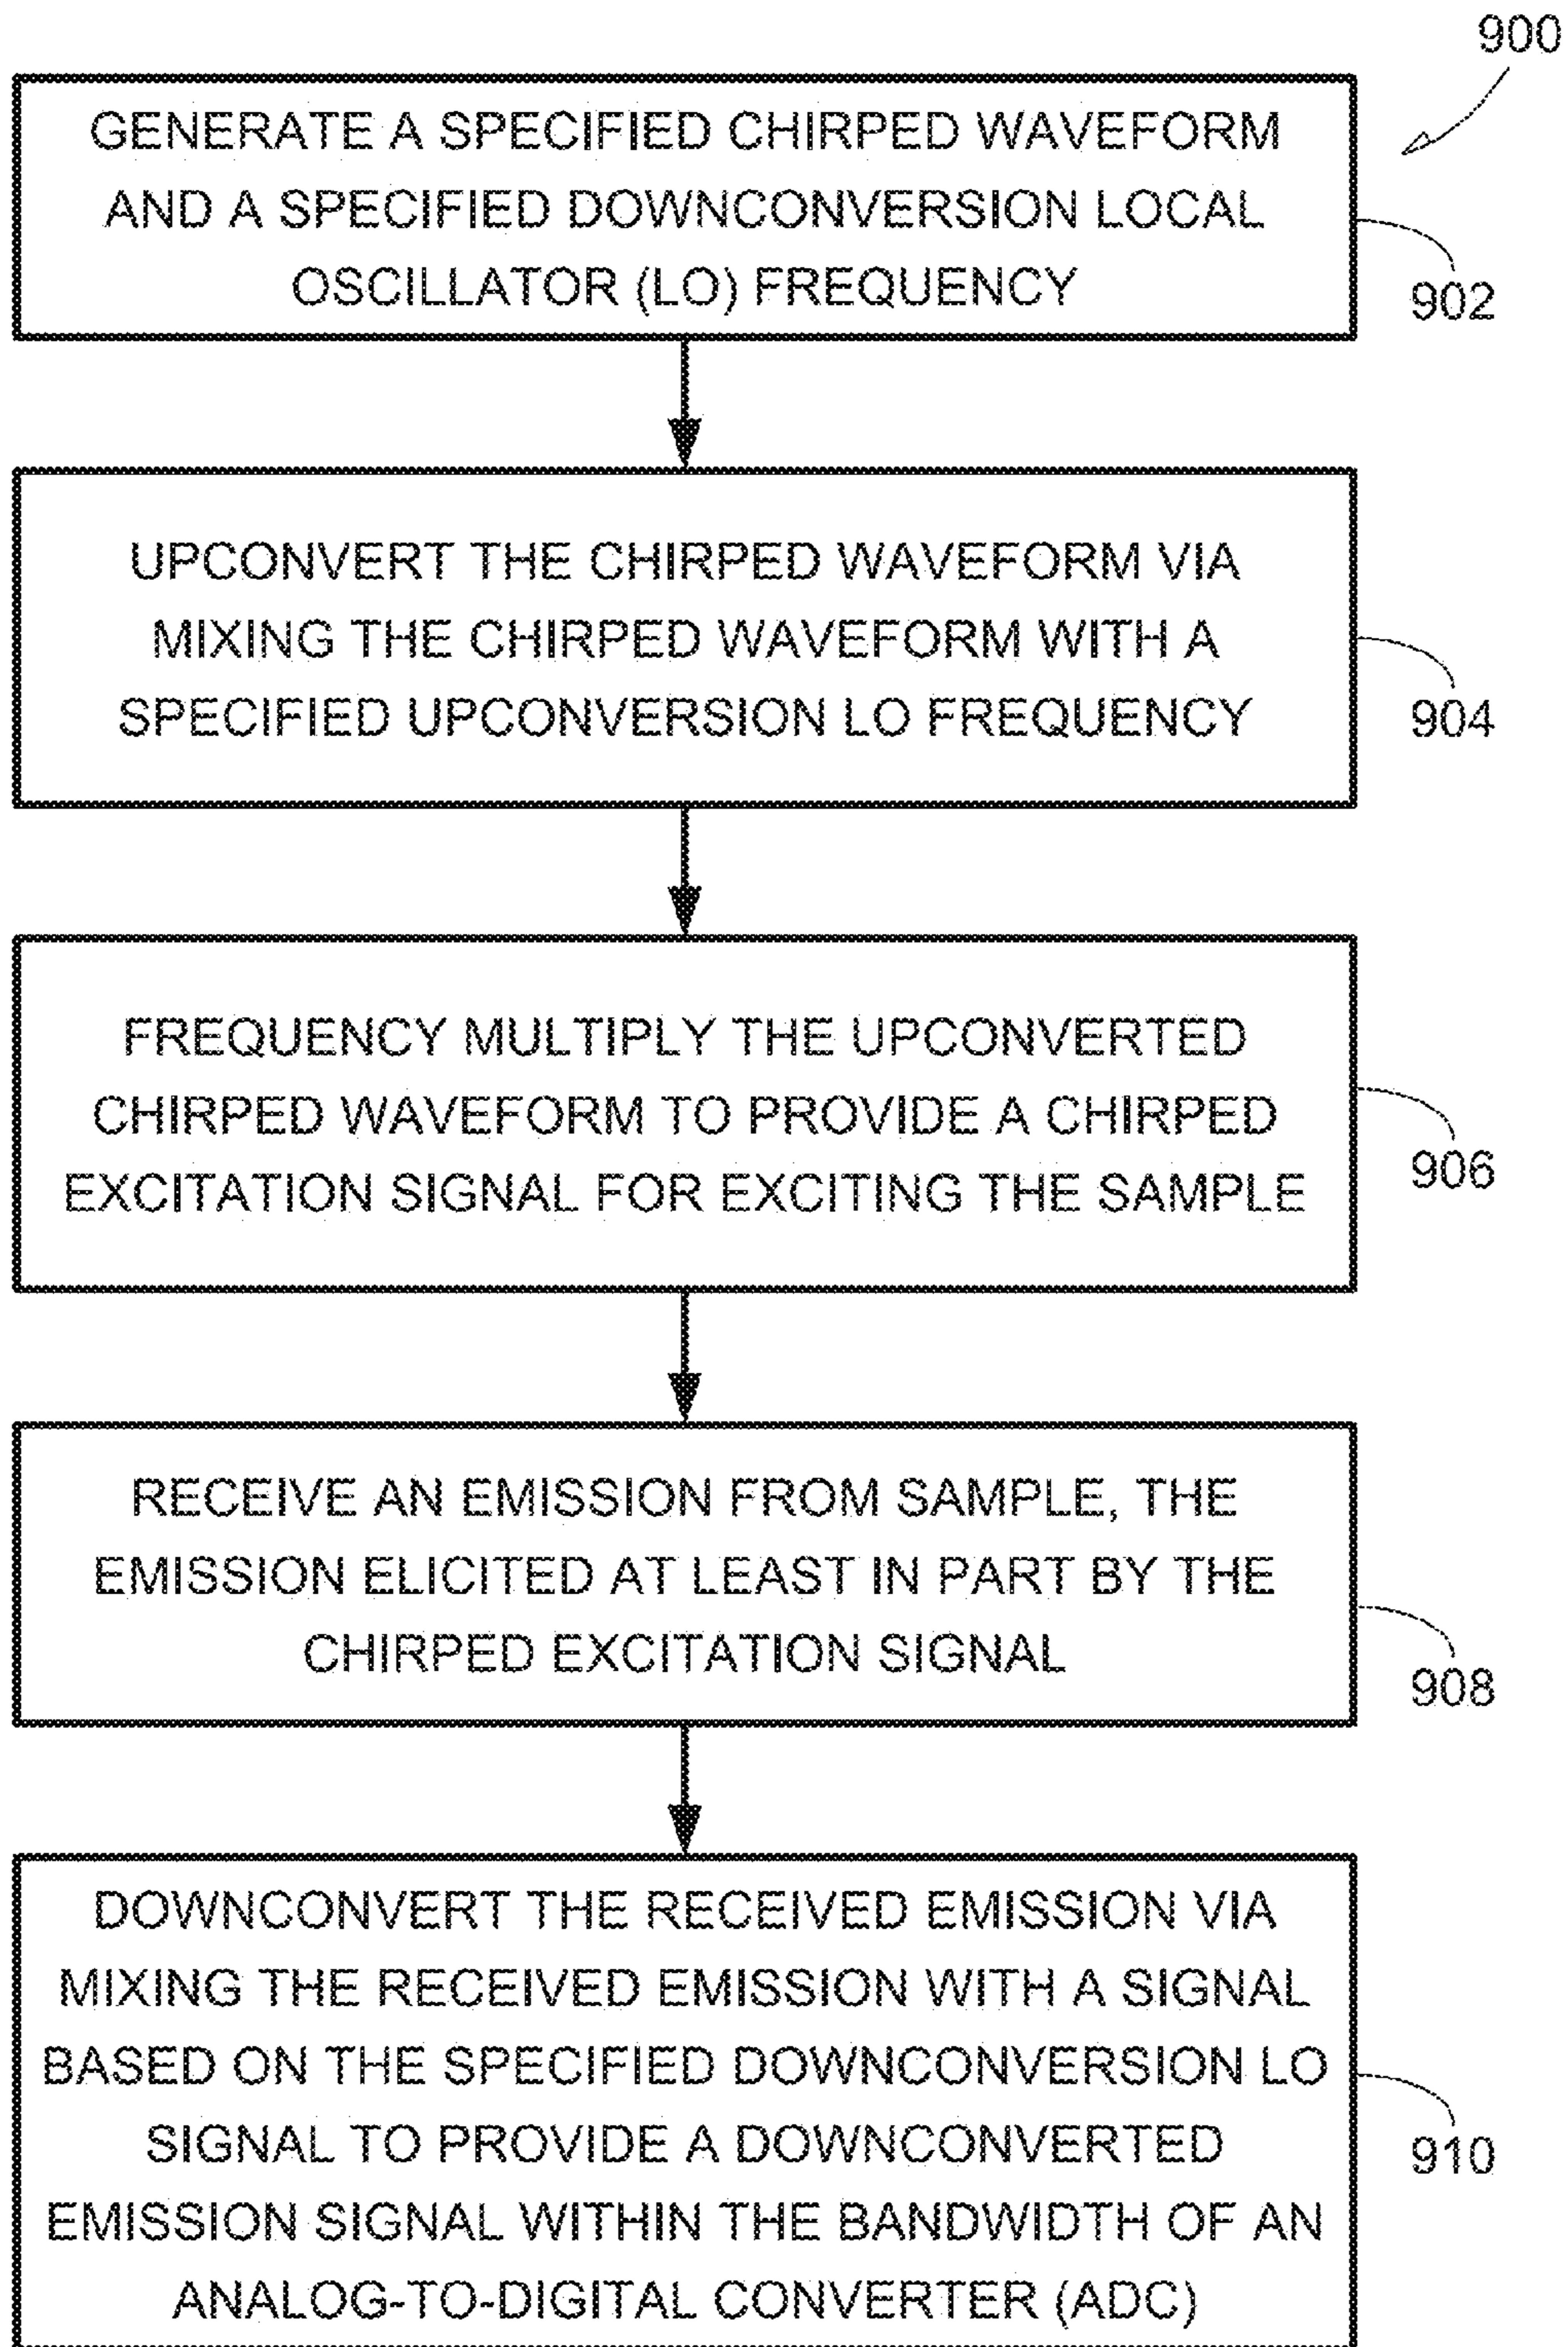 900
GENERATE A SPECIFIED CHIRPED WAVEFORM
AND A SPECIFIED DOWNCONVERSION LOCAL
OSCILLATOR (LO) FREQUENCY
902
UPCONVERT THE CHIRPED WAVEFORM VIA
MIXING THE CHIRPED WAVEFORM WITH A
SPECIFIED UPCONVERSION LO FREQUENCY
904
FREQUENCY MULTIPLY THE UPCONVERTED
CHIRPED WAVEFORM TO PROVIDE A CHIRPED
EXCITATION SIGNAL FOR EXCITING THE SAMPLE
906
RECEIVE AN EMISSION FROM SAMPLE, THE
EMISSION ELICITED AT LEAST IN PART BY THE
CHIRPED EXCITATION SIGNAL
908
DOWNCONVERT THE RECEIVED EMISSION VIA
MIXING THE RECEIVED EMISSION WITH A SIGNAL
BASED ON THE SPECIFIED DOWNCONVERSION LO
SIGNAL TO PROVIDE A DOWNCONVERTED
EMISSION SIGNAL WITHIN THE BANDWIDTH OF AN
ANALOG-TO-DIGITAL CONVERTER (ADC)
910